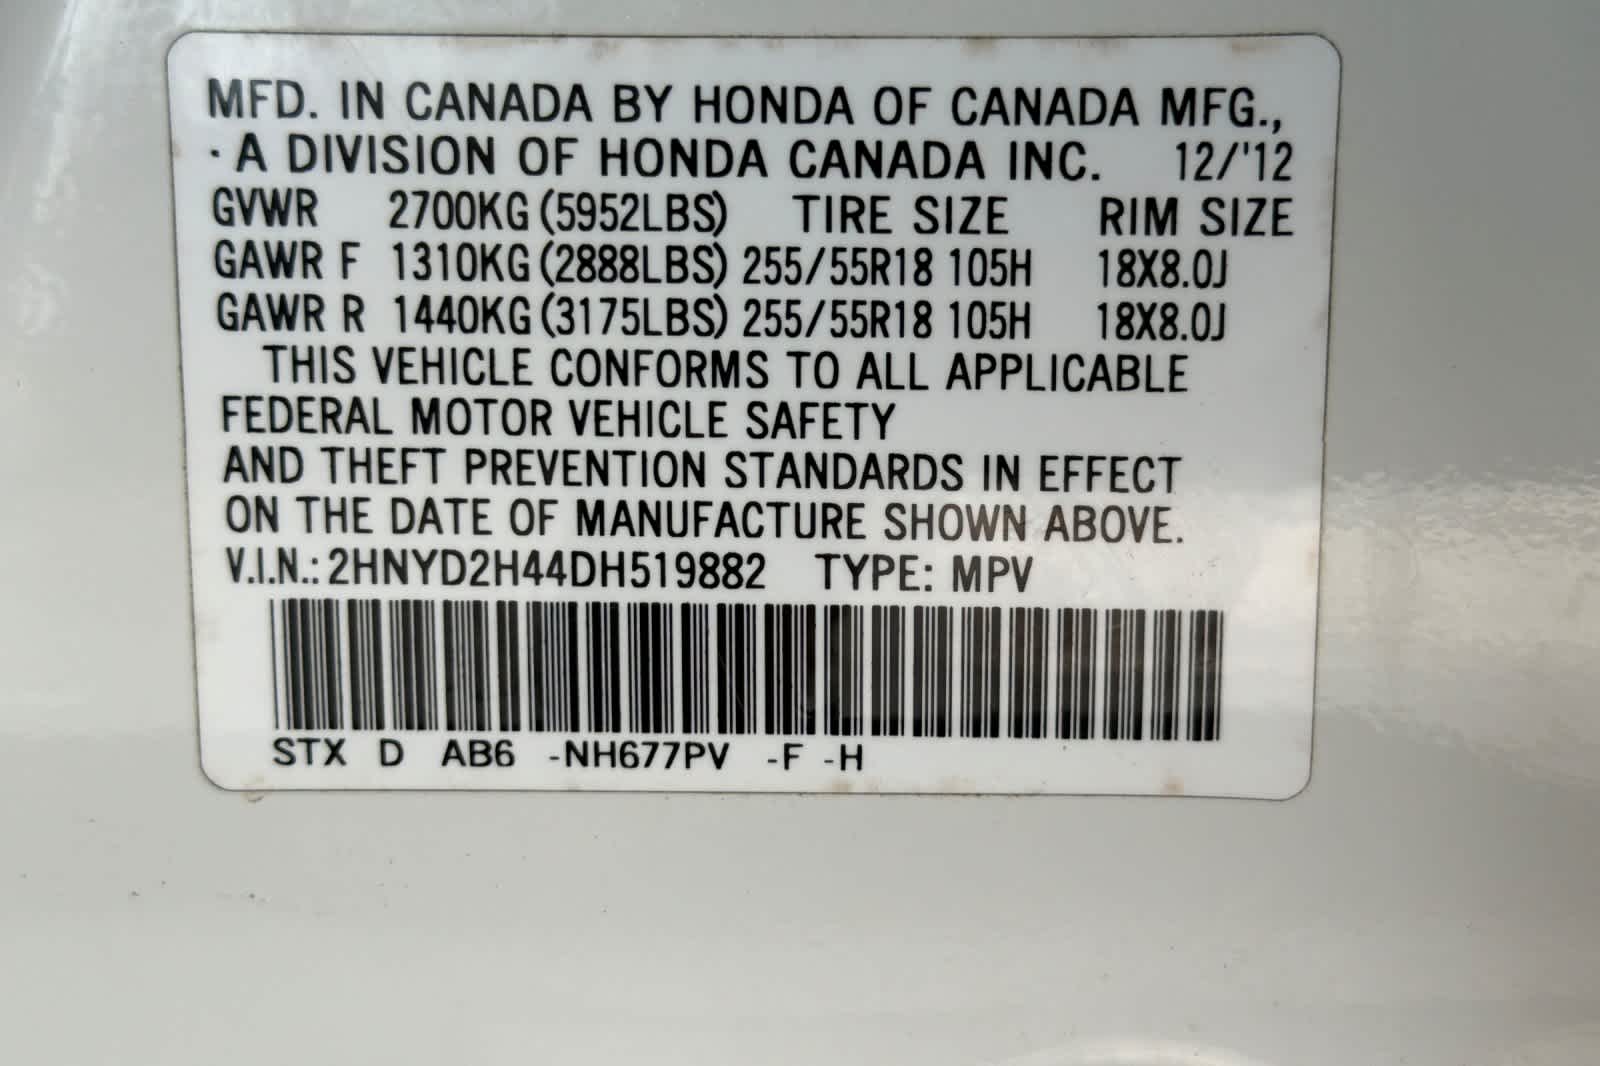 MFD. IN CANADA BY HONDA OF CANADA MFG.,
· A DIVISION OF HONDA CANADA INC. 12/'12
GVWR 2700KG (5952LBS) TIRE SIZE RIM SIZE
GAWR F 1310KG (2888LBS) 255/55R18 105H 18X8.0J
GAWR R 1440KG (3175LBS) 255/55R18 105H 18X8.0J
THIS VEHICLE CONFORMS TO ALL APPLICABLE
FEDERAL MOTOR VEHICLE SAFETY
AND THEFT PREVENTION STANDARDS IN EFFECT
ON THE DATE OF MANUFACTURE SHOWN ABOVE.
V.I.N.: 2HNYD2H44DH519882 TYPE: MPV
STX D AB6 -NH677PV -F -H